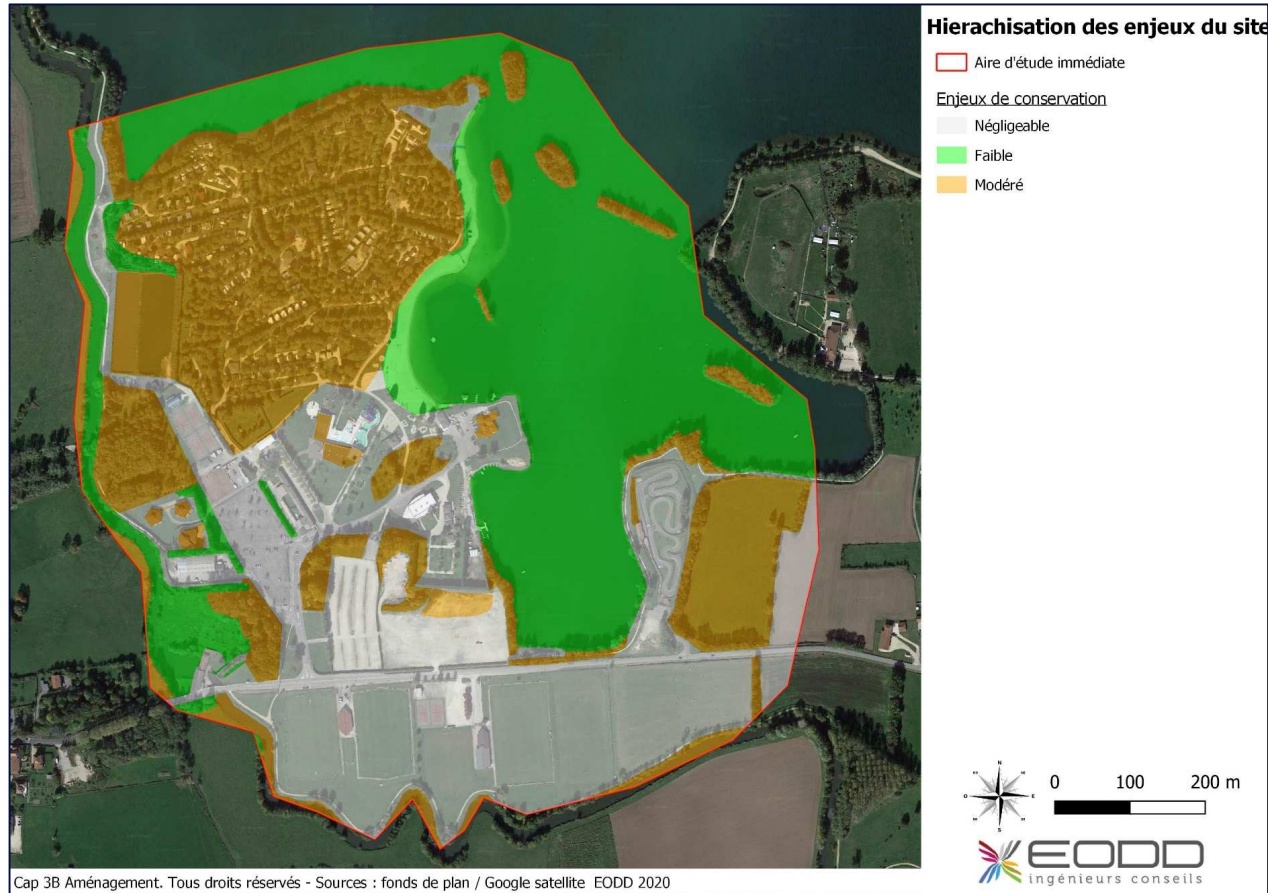 Hierachisation des enjeux du site
Aire d'étude immédiate
Enjeux de conservation
Négligeable
Faible
Modéré
N
O
E
S
0 100 200 m
EODD
ingénieurs conseils
Cap 3B Aménagement. Tous droits réservés - Sources : fonds de plan / Google satellite EODD 2020